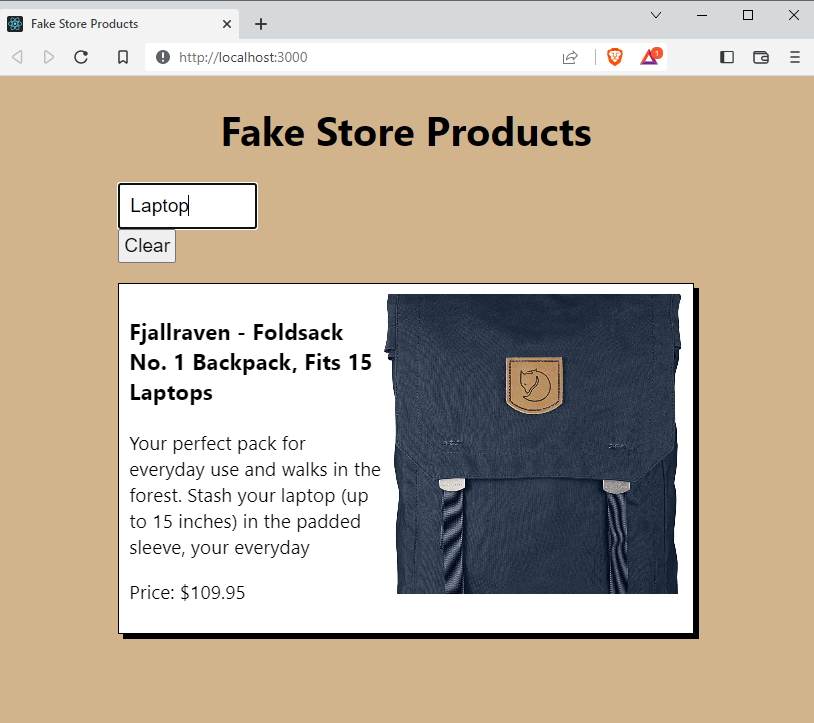 Fake Store Products
http://localhost:3000
1
Fake Store Products
Laptop
Clear
Fjallraven - Foldsack
No. 1 Backpack, Fits 15
Laptops
Your perfect pack for
everyday use and walks in the
forest. Stash your laptop (up
to 15 inches) in the padded
sleeve, your everyday
Price: $109.95